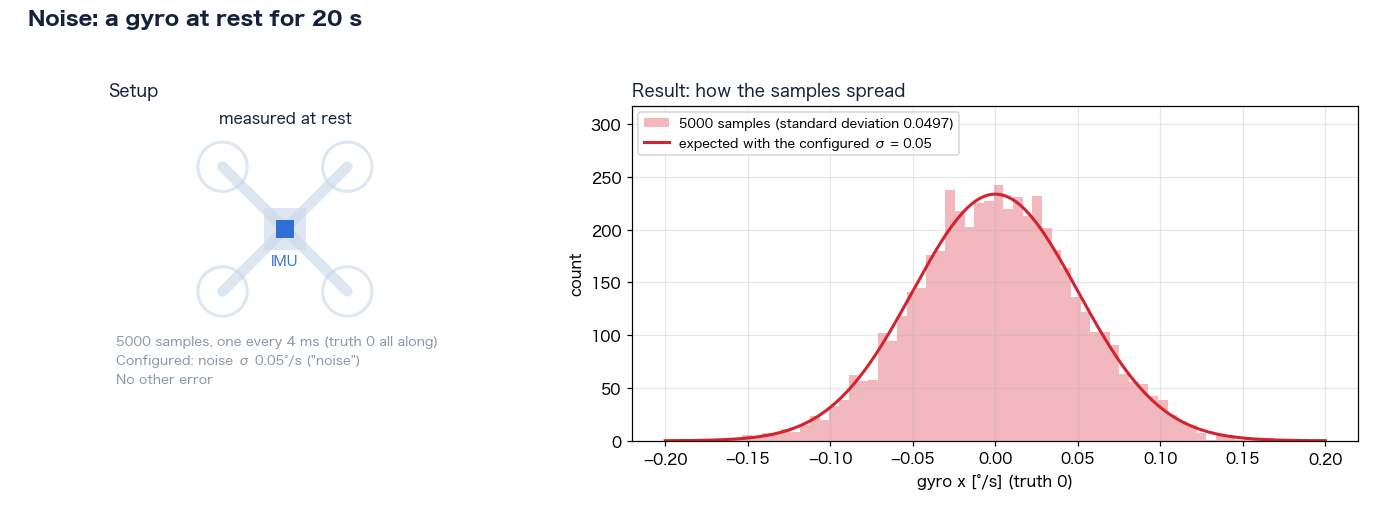 Noise: a gyro at rest for 20 s
Setup
measured at rest
IMU
5000 samples, one every 4 ms (truth 0 all along)
Configured: noise σ 0.05°/s ("noise")
No other error
Result: how the samples spread
5000 samples (standard deviation 0.0497)
expected with the configured σ = 0.05
count
300
250
200
150
100
50
0
−0.20 −0.15 −0.10 −0.05 0.00 0.05 0.10 0.15 0.20
gyro x [°/s] (truth 0)